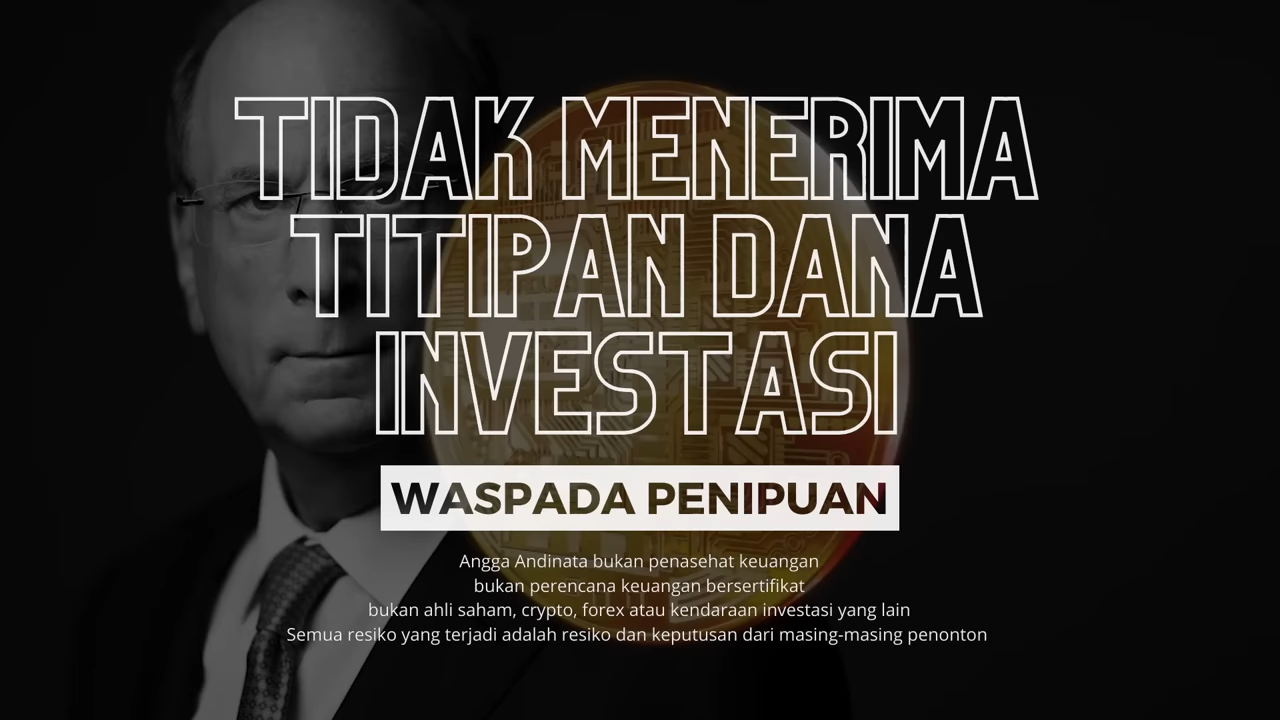 TIDAK MENERIMA
TITIPAN DANA
INVESTASI
WASPADA PENIPUAN
Angga Andinata bukan penasehat keuangan
bukan perencana keuangan bersertifikat
bukan ahli saham, crypto, forex atau kendaraan investasi yang lain
Semua resiko yang terjadi adalah resiko dan keputusan dari masing-masing penonton